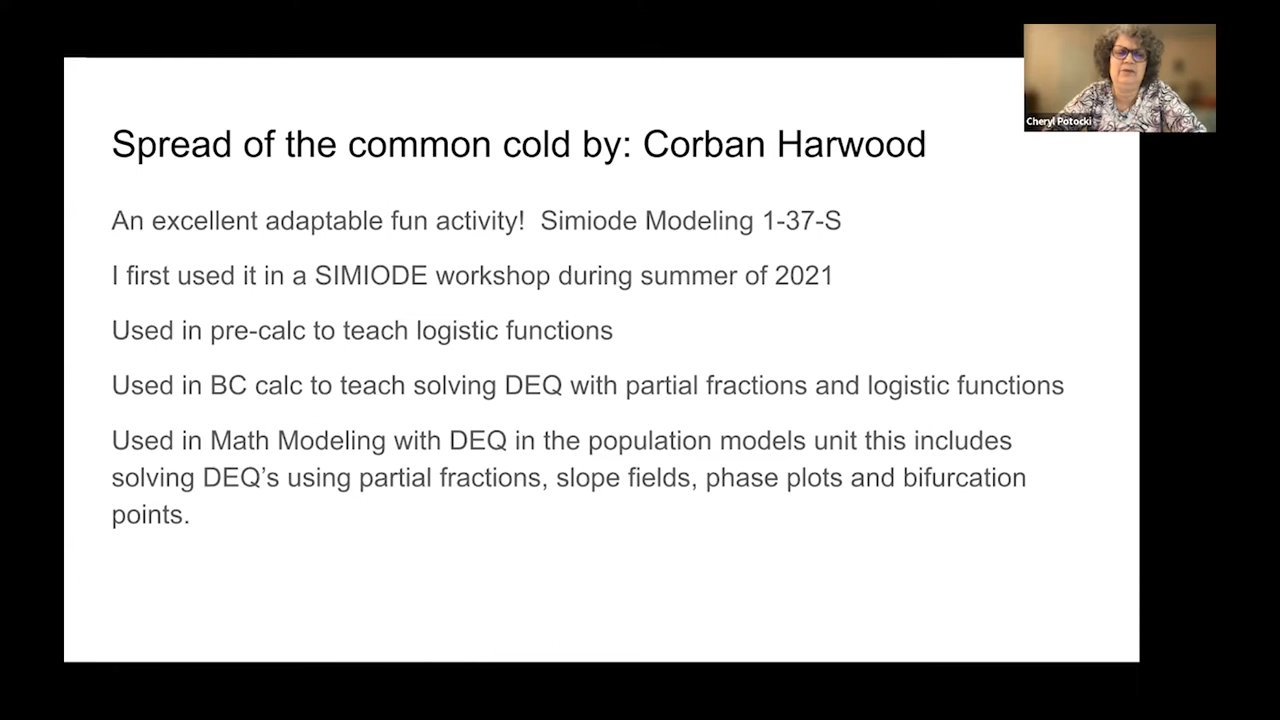 Cheryl Potocki
Spread of the common cold by: Corban Harwood
An excellent adaptable fun activity!  Simiode Modeling 1-37-S
I first used it in a SIMIODE workshop during summer of 2021
Used in pre-calc to teach logistic functions
Used in BC calc to teach solving DEQ with partial fractions and logistic functions
Used in Math Modeling with DEQ in the population models unit this includes
solving DEQ’s using partial fractions, slope fields, phase plots and bifurcation
points.